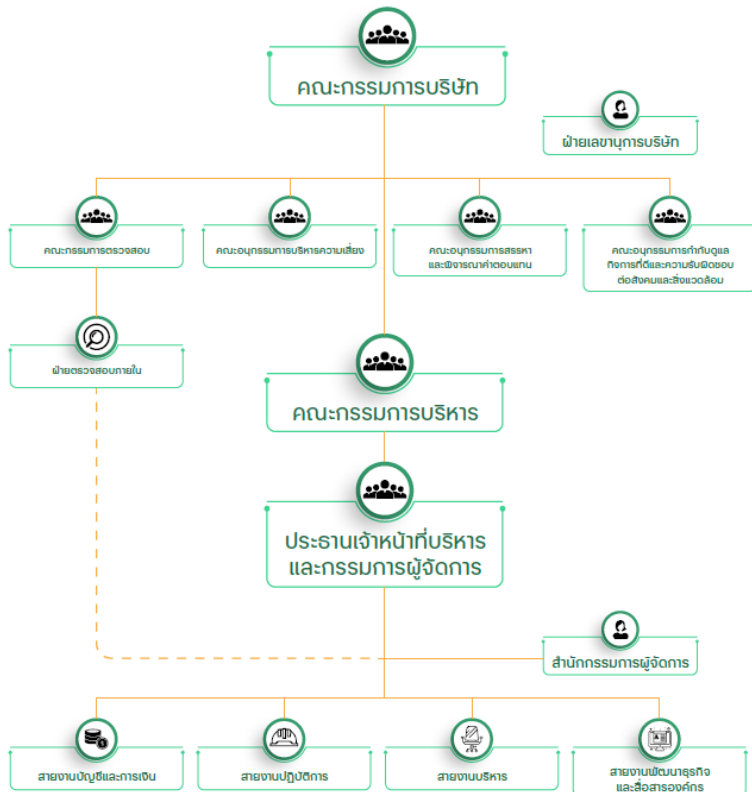 คณะกรรมการบริษัท
ฝ่ายเลขานุการบริษัท
คณะกรรมการตรวจสอบ
คณะอนุกรรมการบริหารความเสี่ยง
คณะอนุกรรมการสรรหา
และพิจารณาค่าตอบแทน
คณะอนุกรรมการกำกับดูแล
กิจการที่ดีและความรับผิดชอบ
ต่อสังคมและสิ่งแวดล้อม
ฝ่ายตรวจสอบภายใน
คณะกรรมการบริหาร
ประธานเจ้าหน้าที่บริหาร
และกรรมการผู้จัดการ
สำนักกรรมการผู้จัดการ
สายงานบัญชีและการเงิน
สายงานปฏิบัติการ
สายงานบริหาร
สายงานพัฒนาธุรกิจ
และสื่อสารองค์กร